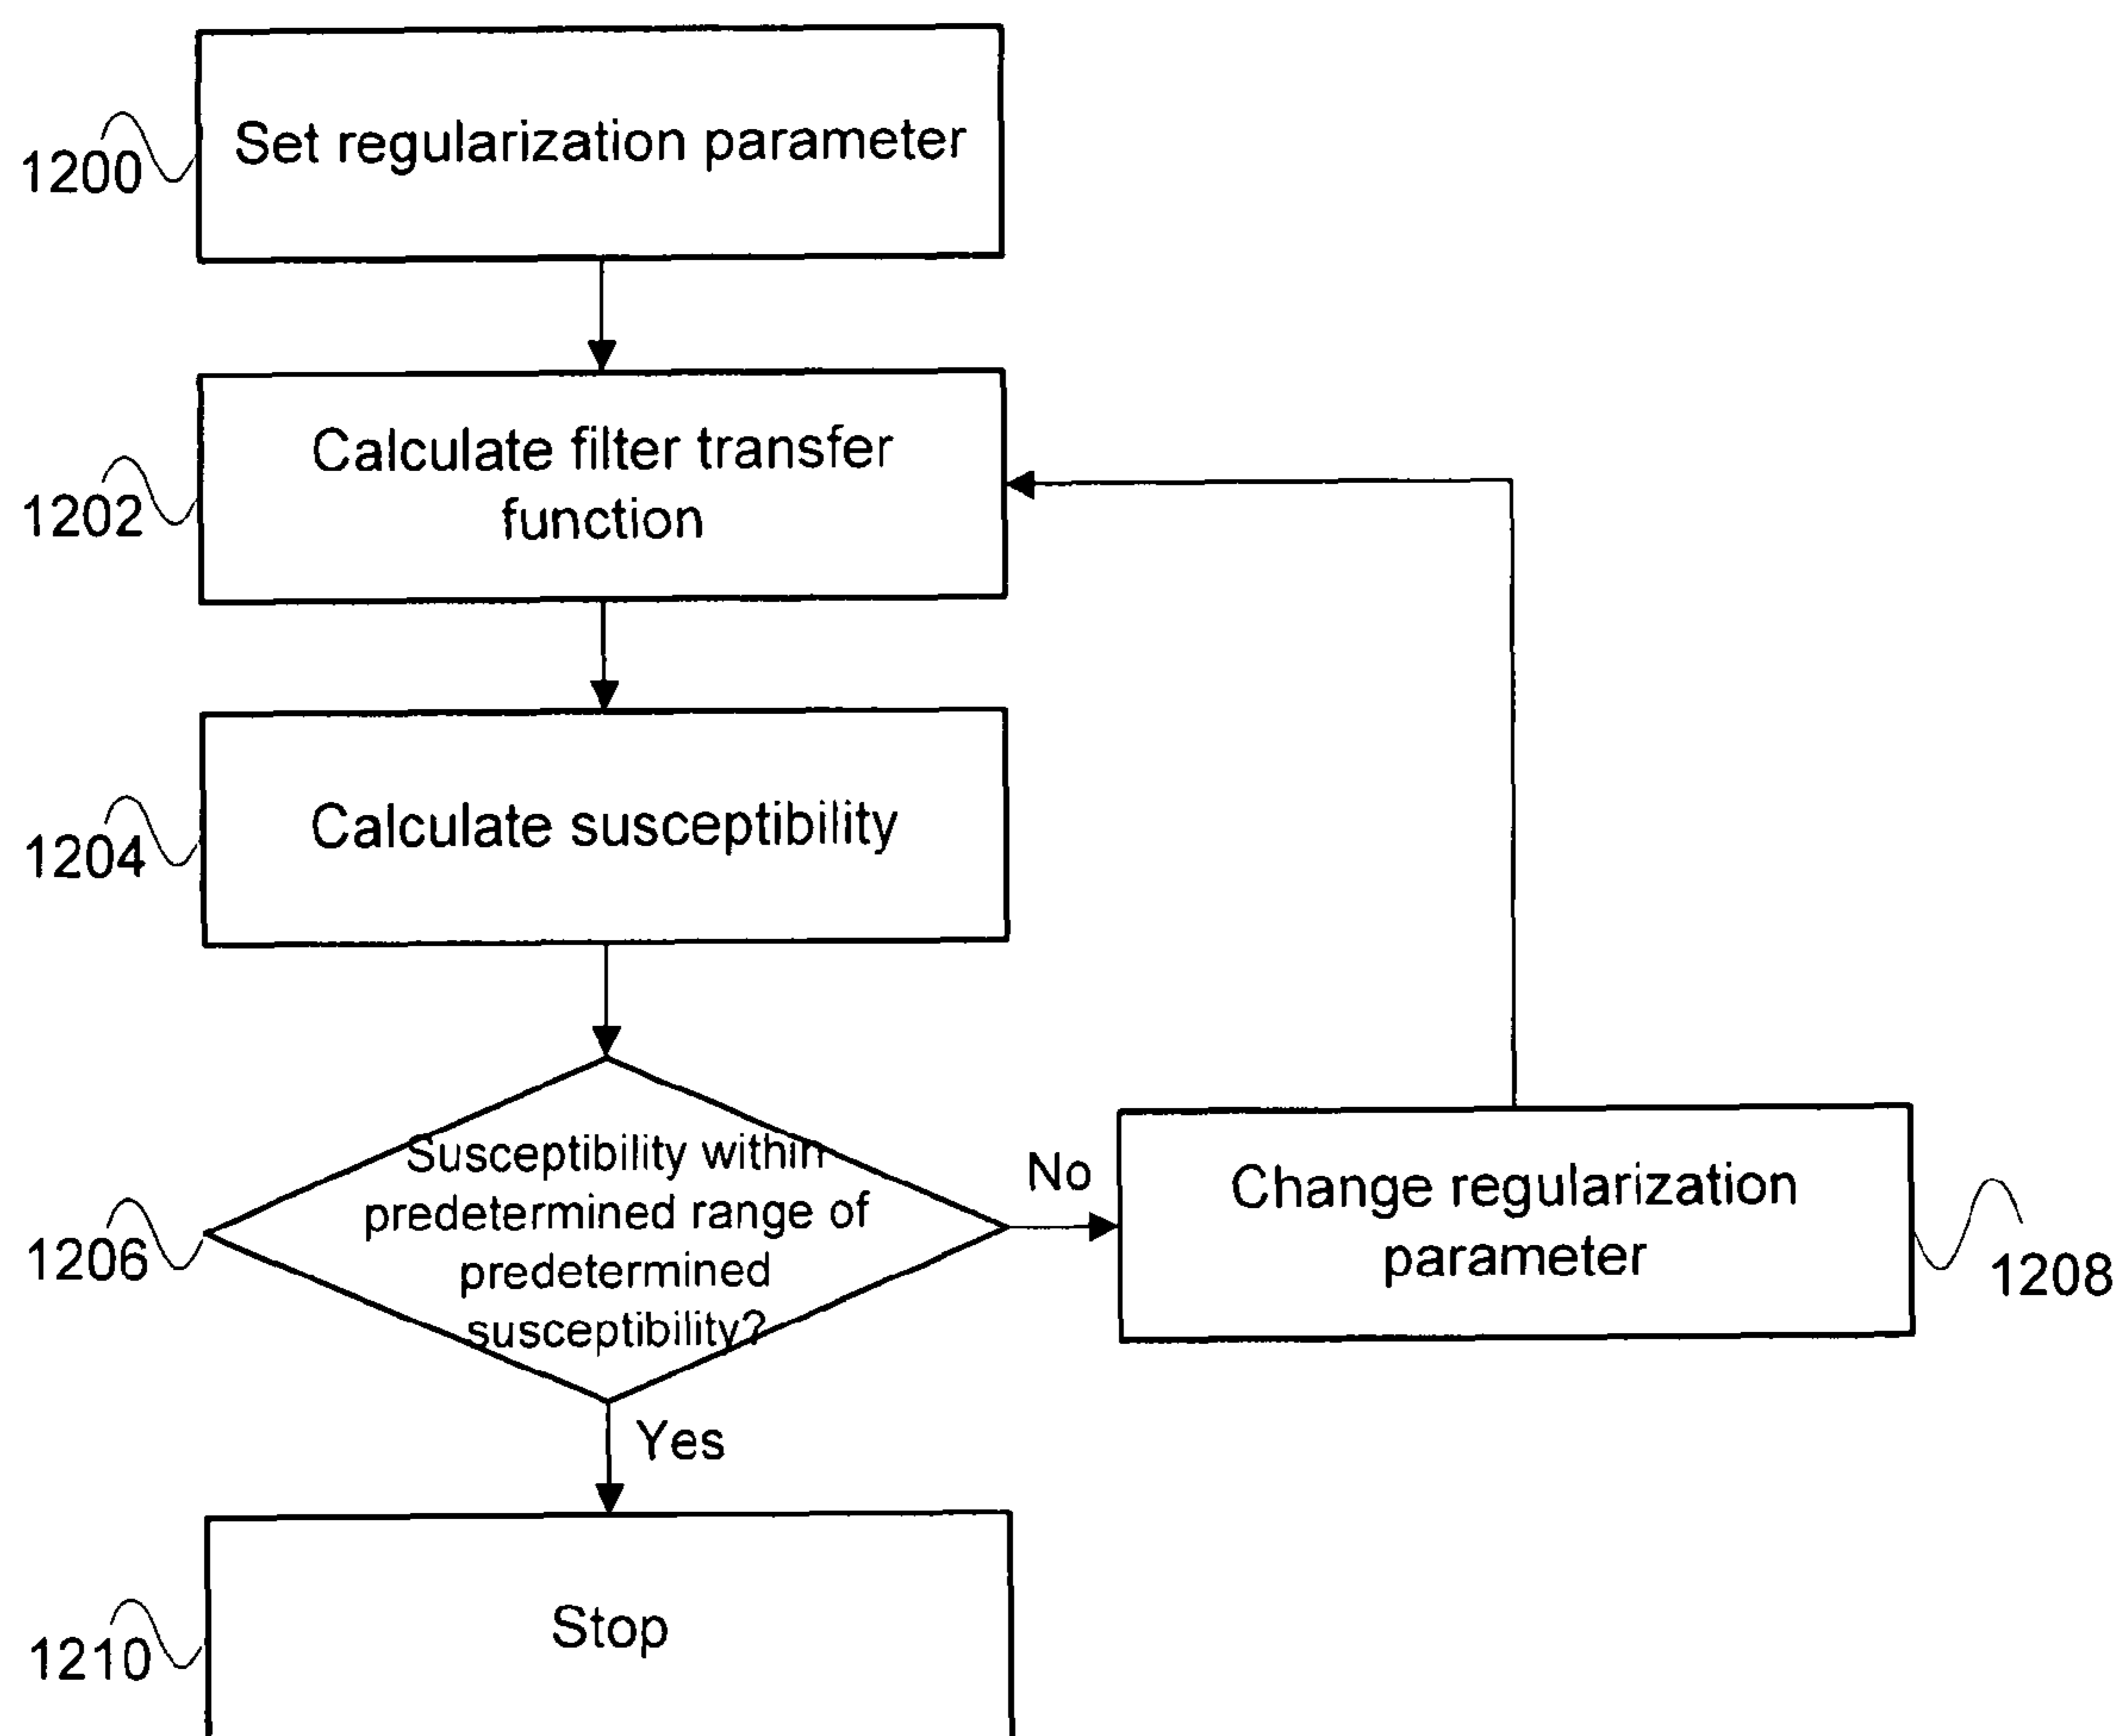 Set regularization parameter
1200
Calculate filter transfer
function
1202
Calculate susceptibility
1204
Susceptibility within
predetermined range of
predetermined
susceptibility?
1206
No
Change regularization
parameter
1208
Yes
Stop
1210